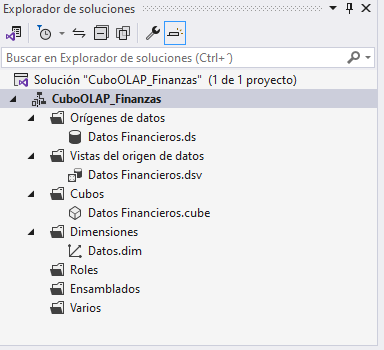 Explorador de soluciones
Buscar en Explorador de soluciones (Ctrl+´)
Solución "CuboOLAP_Finanzas" (1 de 1 proyecto)
CuboOLAP_Finanzas
Orígenes de datos
Datos Financieros.ds
Vistas del origen de datos
Datos Financieros.dsv
Cubos
Datos Financieros.cube
Dimensiones
Datos.dim
Roles
Ensamblados
Varios